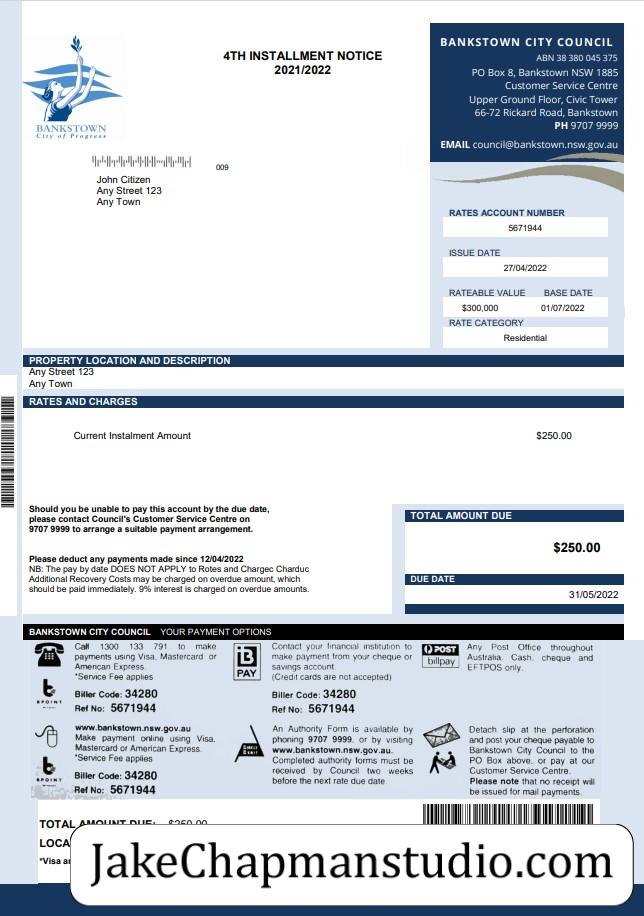 BANKSTOWN
City of Progress
4TH INSTALLMENT NOTICE
2021/2022
BANKSTOWN CITY COUNCIL
ABN 38 380 045 375
PO Box 8, Bankstown NSW 1885
Customer Service Centre
Upper Ground Floor, Civic Tower
66-72 Rickard Road, Bankstown
PH 9707 9999
EMAIL council@bankstown.nsw.gov.au
009
John Citizen
Any Street 123
Any Town
RATES ACCOUNT NUMBER
5671944
ISSUE DATE
27/04/2022
RATEABLE VALUE BASE DATE
$300,000 01/07/2022
RATE CATEGORY
Residential
PROPERTY LOCATION AND DESCRIPTION
Any Street 123
Any Town
RATES AND CHARGES
Current Instalment Amount $250.00
Should you be unable to pay this account by the due date,
please contact Council's Customer Service Centre on
9707 9999 to arrange a suitable payment arrangement.
Please deduct any payments made since 12/04/2022
NB: The pay by date DOES NOT APPLY to Rotes and Chargec Charduc
Additional Recovery Costs may be charged on overdue amount, which
should be paid immediately. 9% interest is charged on overdue amounts.
TOTAL AMOUNT DUE
$250.00
DUE DATE
31/05/2022
BANKSTOWN CITY COUNCIL YOUR PAYMENT OPTIONS
Call 1300 133 791 to make
payments using Visa, Mastercard or
American Express.
*Service Fee applies
BPOINT
Biller Code: 34280
Ref No: 5671944
B
PAY
Contact your financial institution to
make payment from your cheque or
savings account.
(Credit cards are not accepted)
Biller Code: 34280
Ref No: 5671944
POST
billpay
Any Post Office throughout
Australia. Cash, cheque and
EFTPOS only.
www.bankstown.nsw.gov.au
Make payment online using Visa,
Mastercard or American Express.
*Service Fee applies
BPOINT
Biller Code: 34280
Ref No: 5671944
An Authority Form is available by
phoning 9707 9999, or by visiting
www.bankstown.nsw.gov.au.
Completed authority forms must be
received by Council two weeks
before the next rate due date.
Detach slip at the perforation
and post your cheque payable to
Bankstown City Council to the
PO Box above, or pay at our
Customer Service Centre.
Please note that no receipt will
be issued for mail payments.
TOTAL AMOUNT DUE: $250.00
LOCA
*Visa
JakeChapmanstudio.com